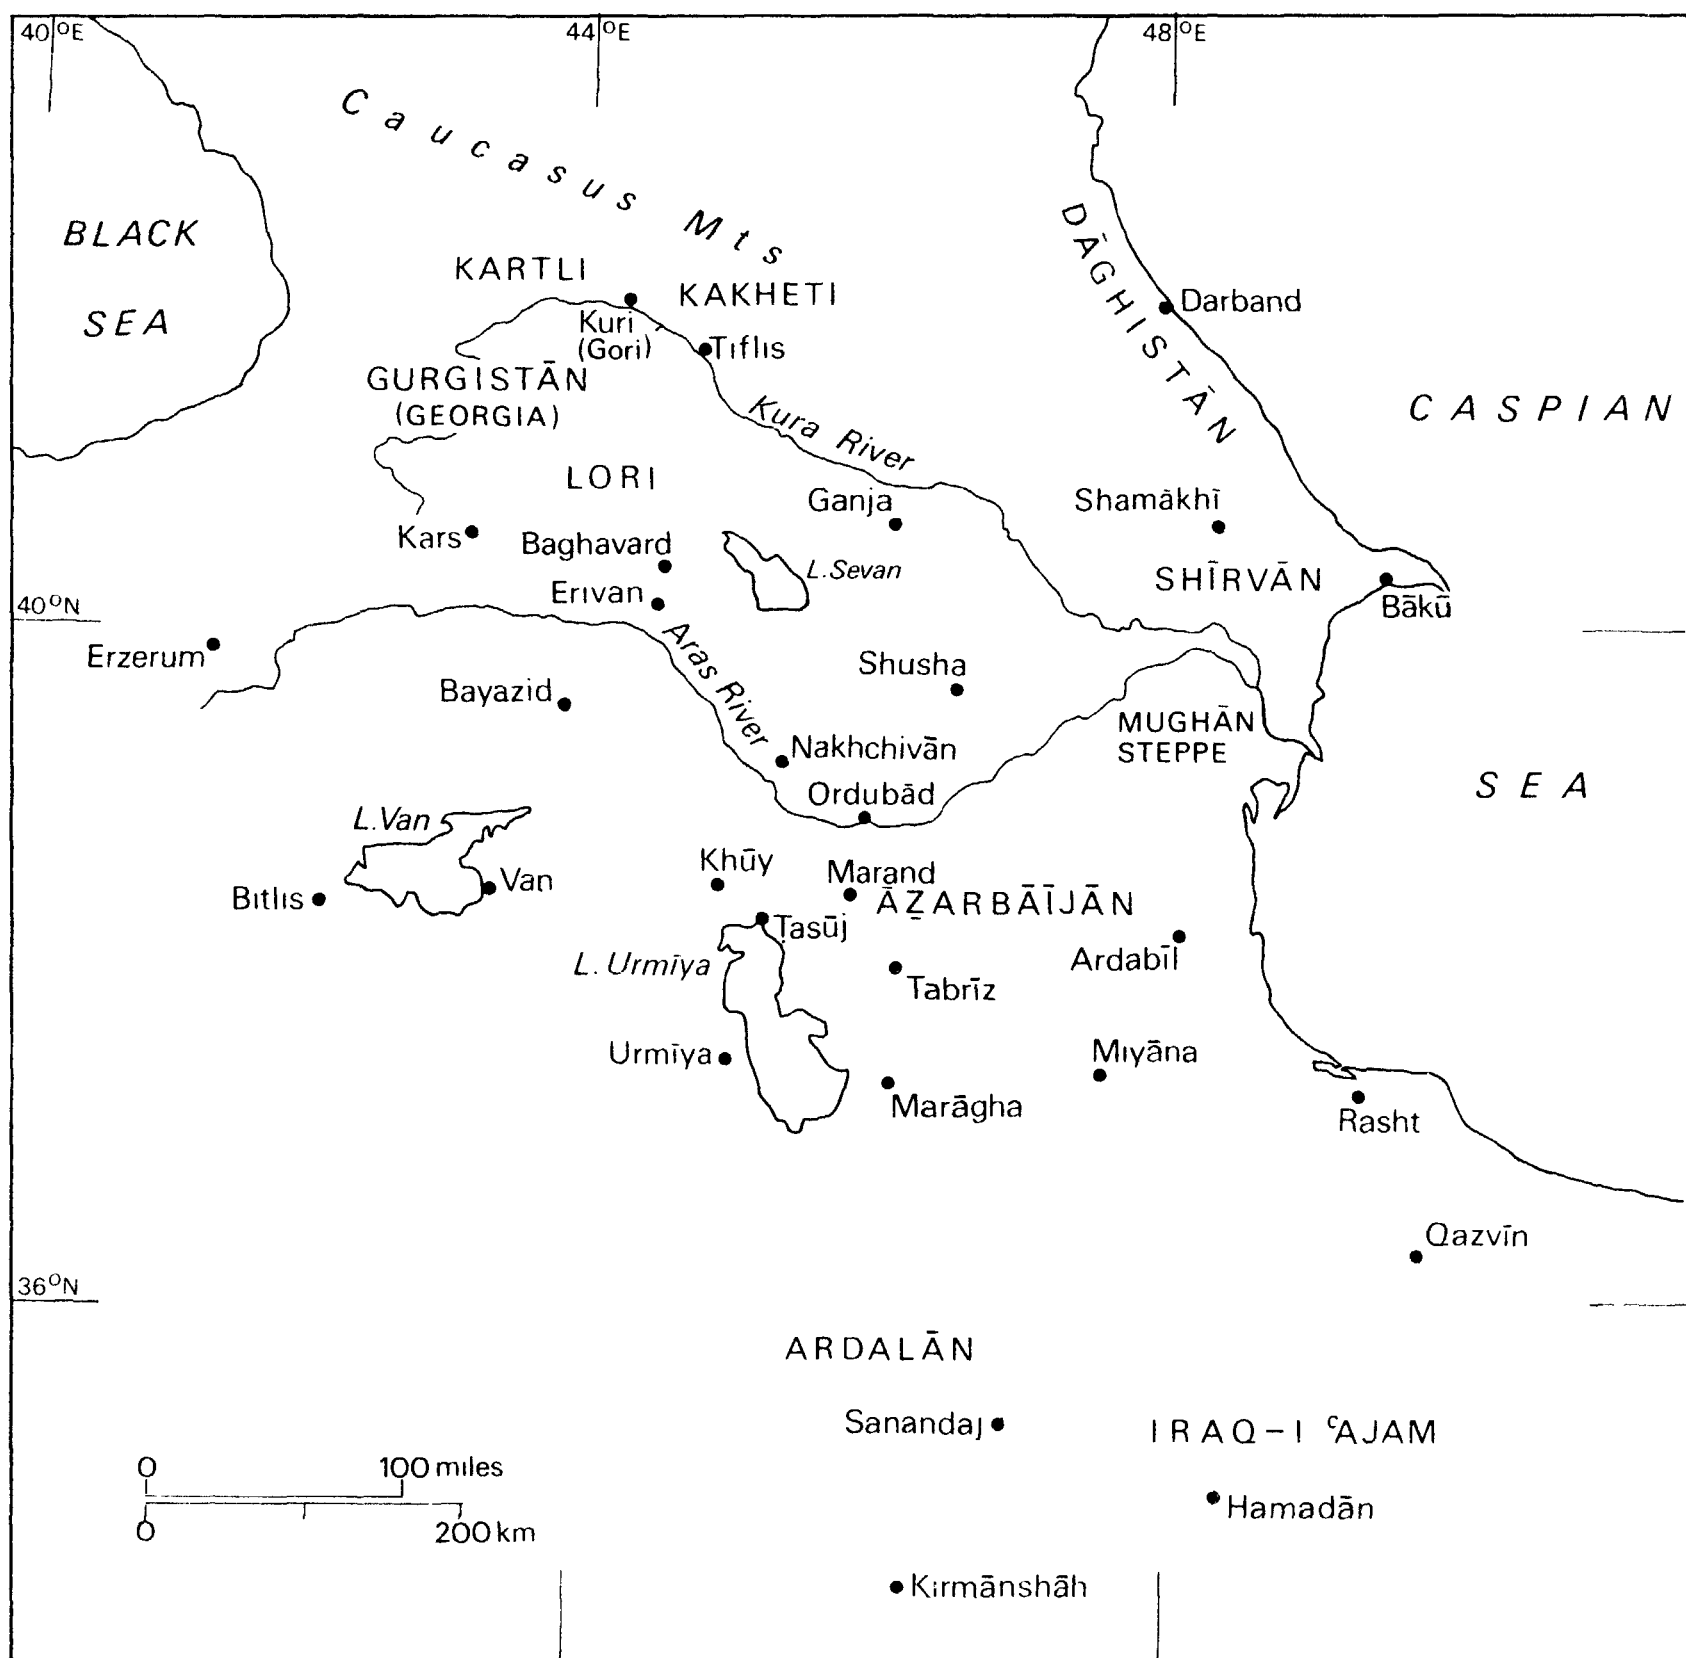 40°E
44°E
48°E
Caucasus Mts
BLACK
SEA
KARTLI
KAKHETI
Kuri
(Gori)
Tiflis
DĀGHISTĀN
Darband
GURGISTĀN
(GEORGIA)
CASPIAN
SEA
Kura River
LORI
Ganja
Shamākhī
Kars
Baghavard
L.Sevan
SHĪRVĀN
Erivan
Bākū
40°N
Erzerum
Aras River
Shusha
Bayazid
MUGHĀN
STEPPE
Nakhchivān
Ordubād
L.Van
Khūy
Marand
Van
Bitlis
ĀẔARBĀĪJĀN
Ṭasūj
L. Urmīya
Ardabīl
Tabrīz
Urmīya
Miyāna
Marāgha
Rasht
Qazvīn
36°N
ARDALĀN
Sanandaj
IRAQ-I ʿAJAM
0 100 miles
0 200 km
Hamadān
Kirmānshāh